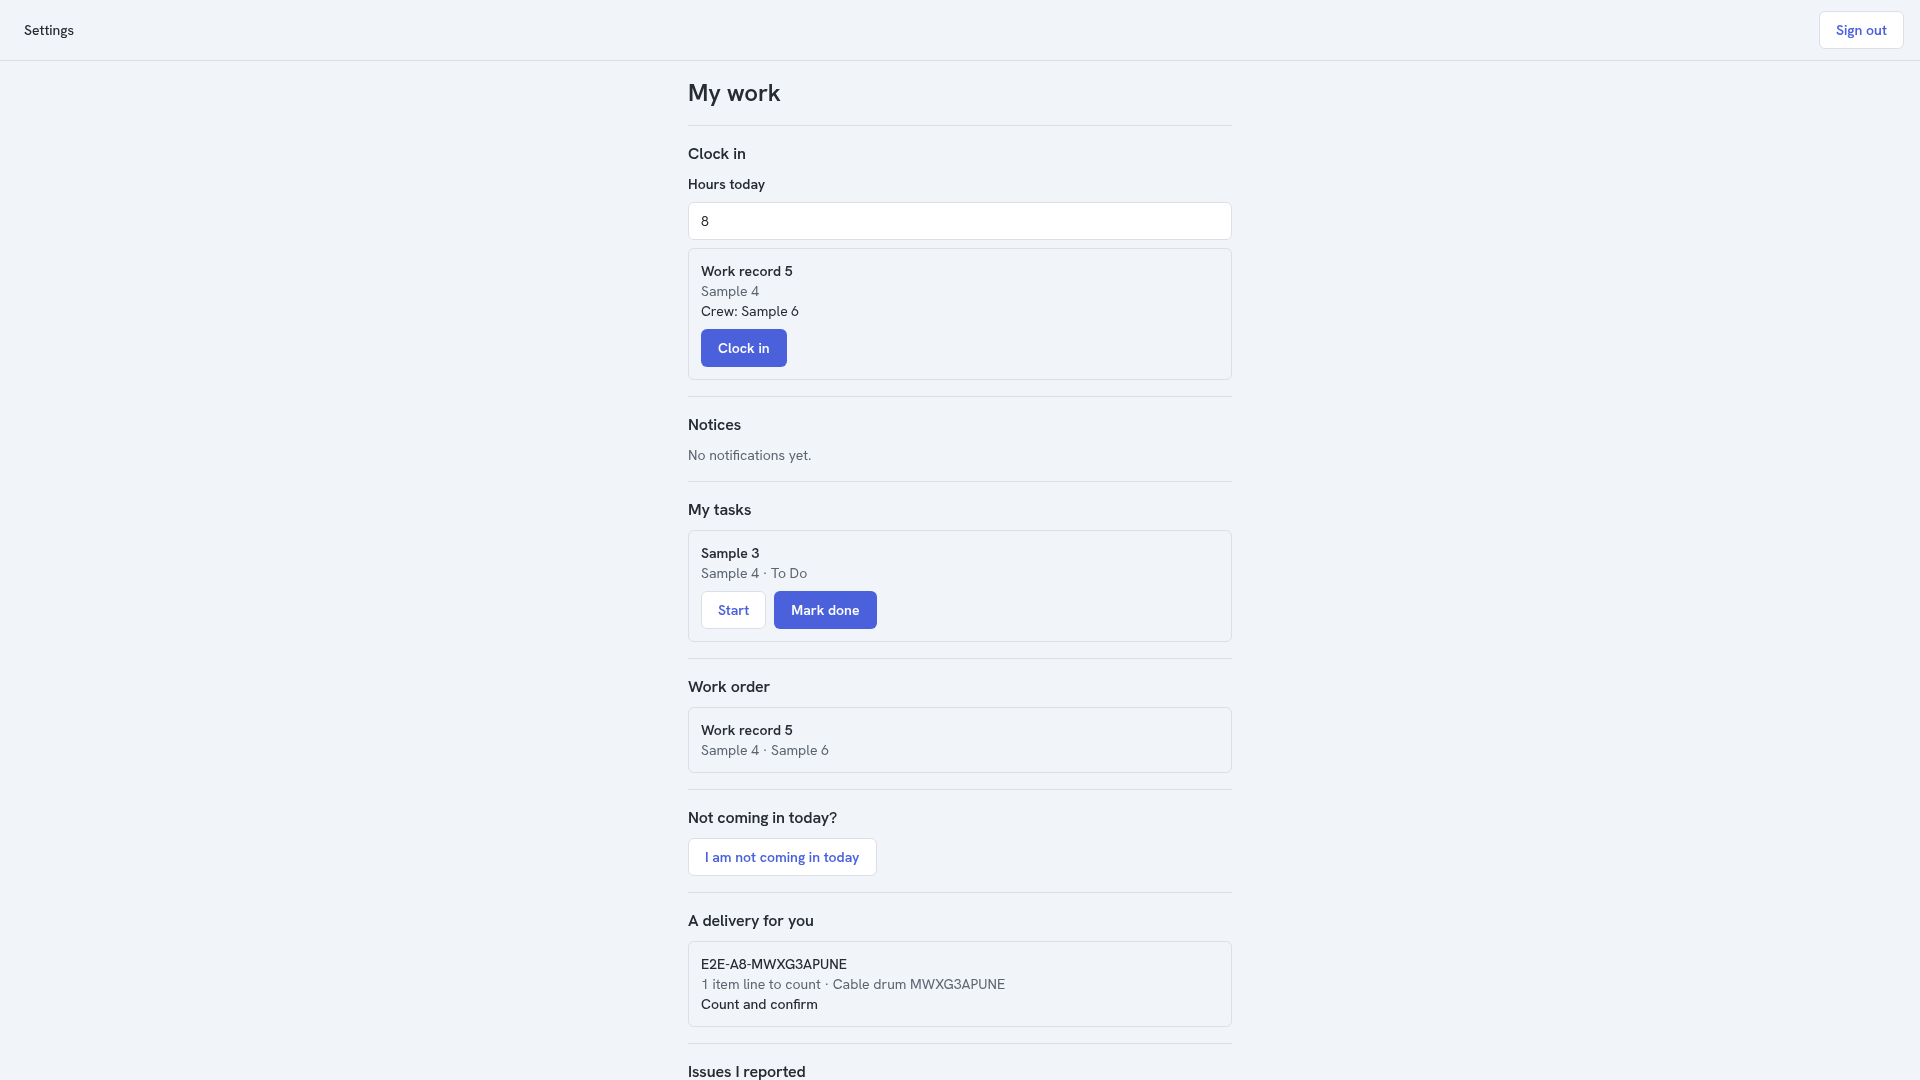 Settings
Sign out
My work
Clock in
Hours today
8
Work record 5
Sample 4
Crew: Sample 6
Clock in
Notices
No notifications yet.
My tasks
Sample 3
Sample 4 · To Do
Start
Mark done
Work order
Work record 5
Sample 4 · Sample 6
Not coming in today?
I am not coming in today
A delivery for you
E2E-A8-MWXG3APUNE
1 item line to count · Cable drum MWXG3APUNE
Count and confirm
Issues I reported